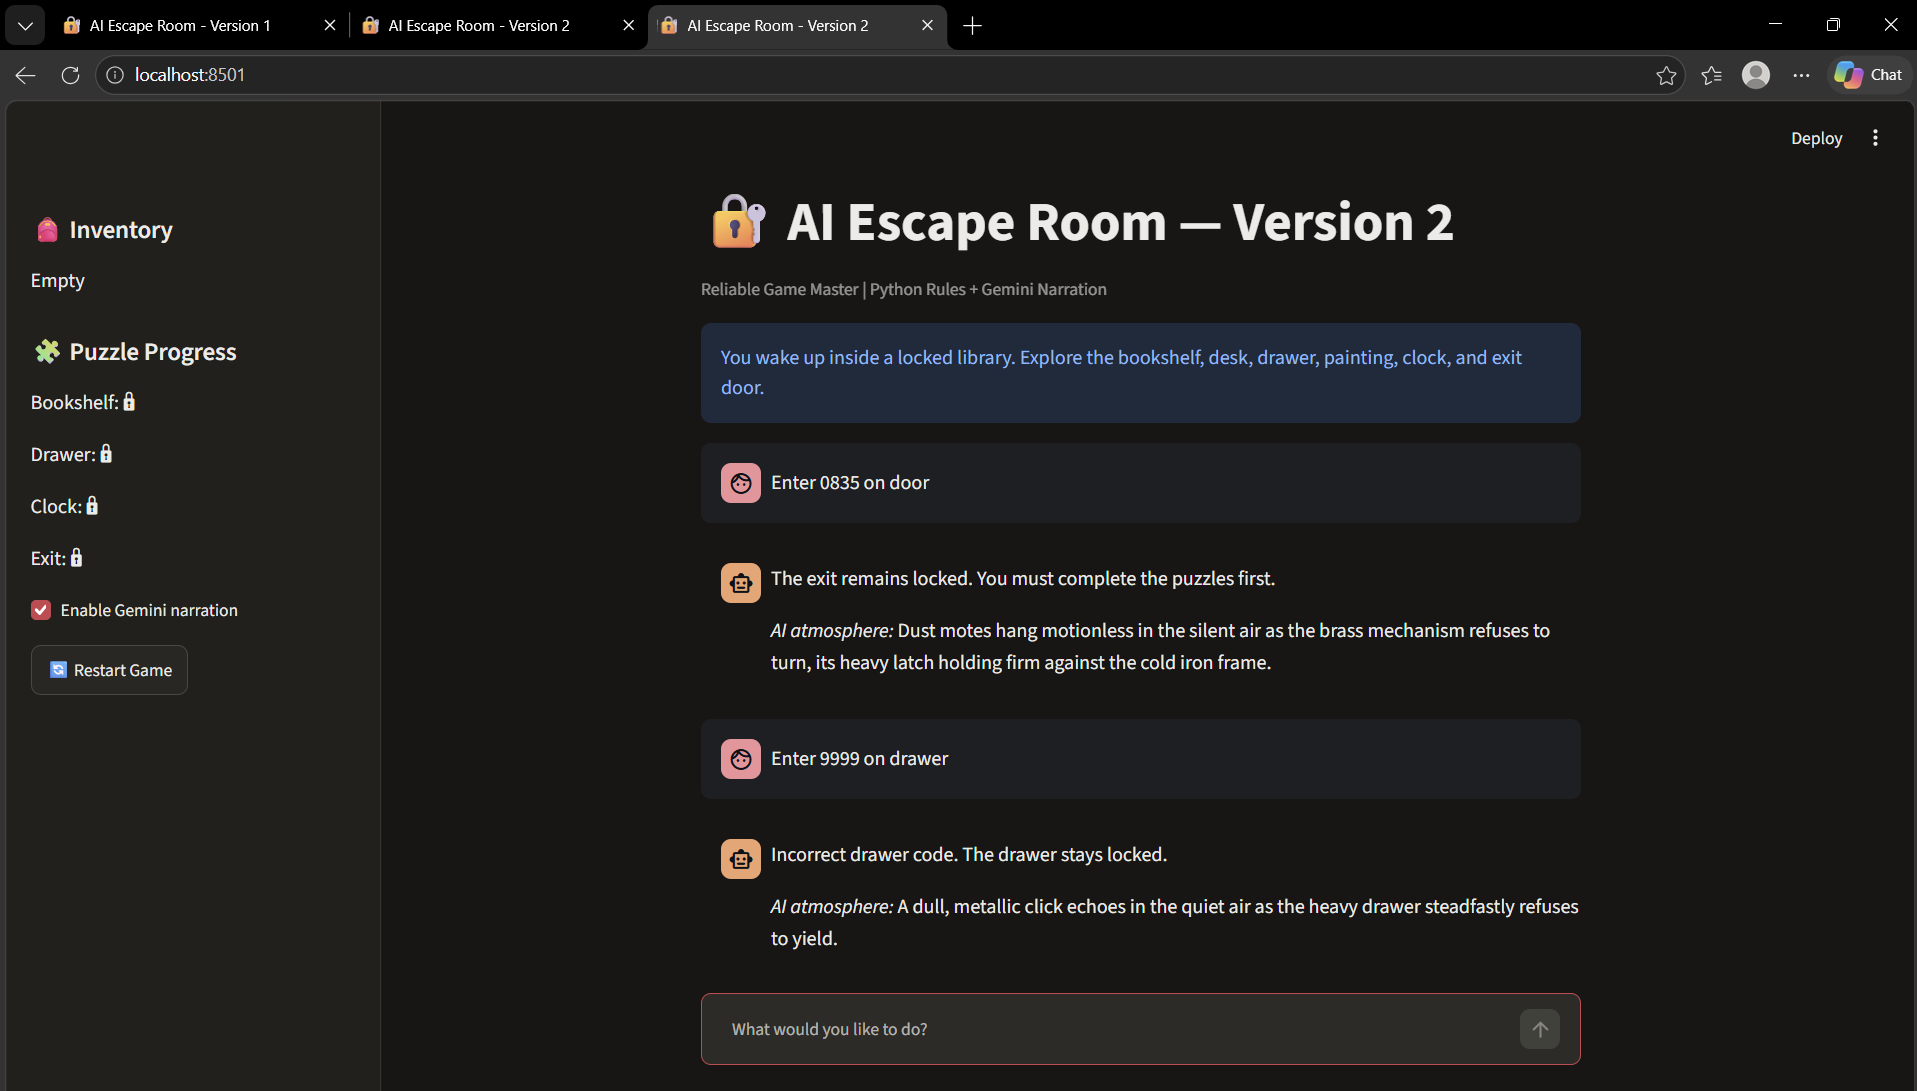 AI Escape Room - Version 1
AI Escape Room - Version 2
AI Escape Room - Version 2
localhost:8501
Chat
Deploy
Inventory
Empty
Puzzle Progress
Bookshelf:
Drawer:
Clock:
Exit:
Enable Gemini narration
Restart Game
AI Escape Room — Version 2
Reliable Game Master | Python Rules + Gemini Narration
You wake up inside a locked library. Explore the bookshelf, desk, drawer, painting, clock, and exit
door.
Enter 0835 on door
The exit remains locked. You must complete the puzzles first.
AI atmosphere: Dust motes hang motionless in the silent air as the brass mechanism refuses to
turn, its heavy latch holding firm against the cold iron frame.
Enter 9999 on drawer
Incorrect drawer code. The drawer stays locked.
AI atmosphere: A dull, metallic click echoes in the quiet air as the heavy drawer steadfastly refuses
to yield.
What would you like to do?